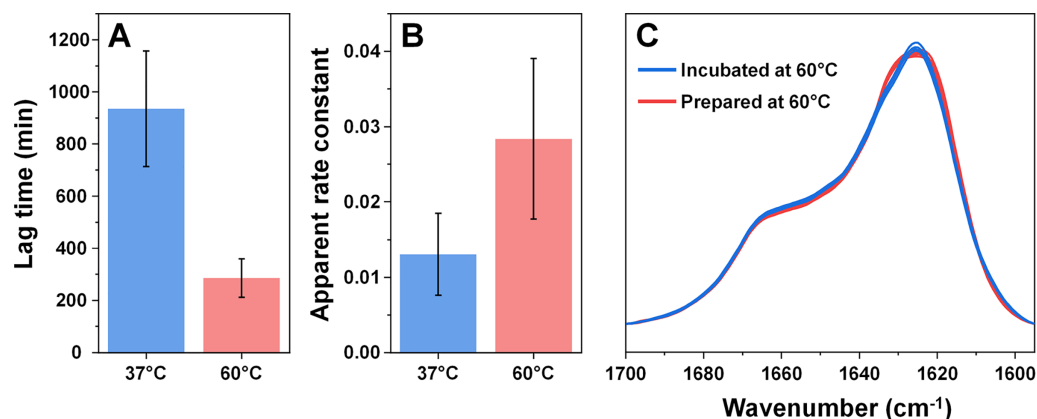 A
Lag time (min)
1200
1000
800
600
400
200
0
37°C
60°C
B
Apparent rate constant
0.04
0.03
0.02
0.01
0.00
37°C
60°C
C
Incubated at 60°C
Prepared at 60°C
1700
1680
1660
1640
1620
1600
Wavenumber (cm⁻¹)